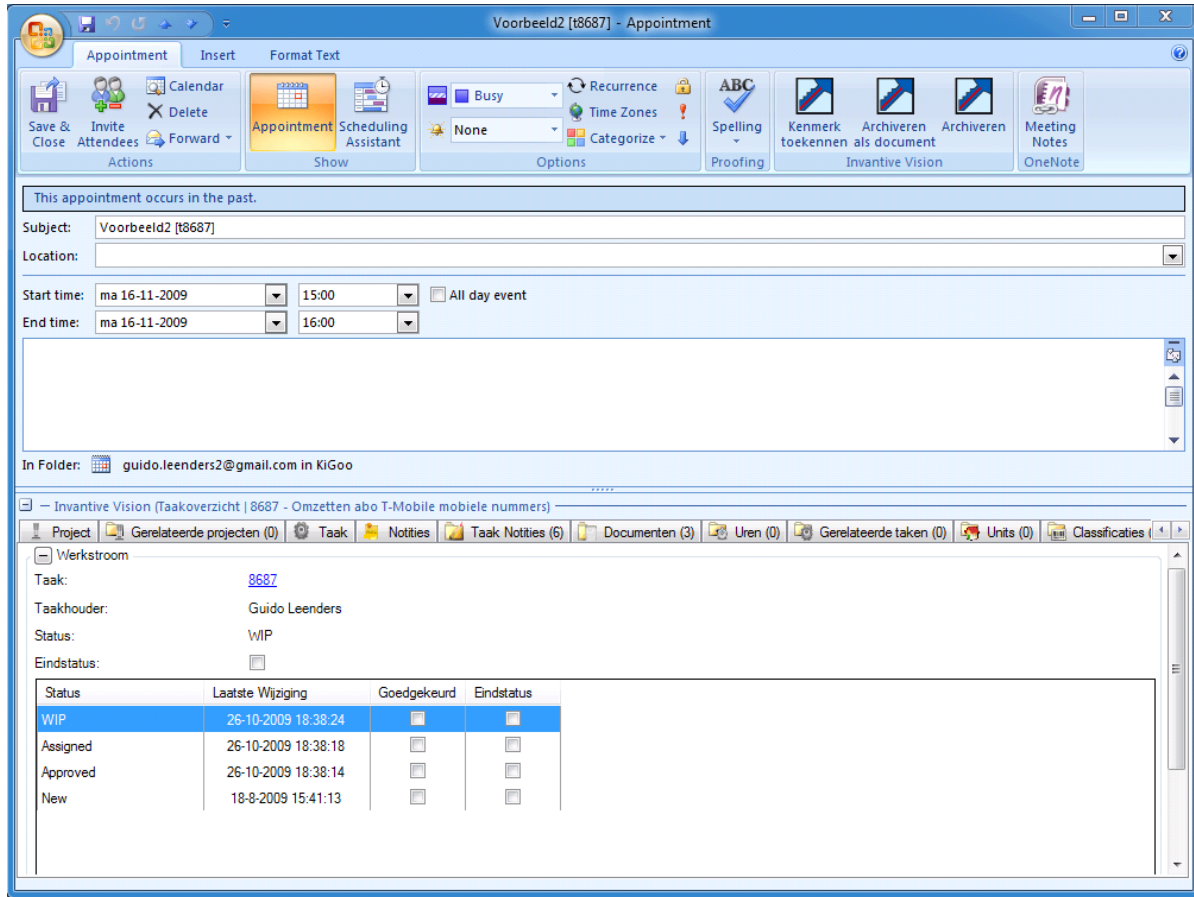 Voorbeeld2 [t8687] - Appointment
Appointment Insert Format Text
Save & Close
Invite Attendees
Calendar
Delete
Forward
Actions
Appointment
Scheduling Assistant
Show
Busy
None
Recurrence
Time Zones
Categorize
Options
ABC
Spelling
Proofing
Kenmerk toekennen
Archiveren als document
Archiveren
Invantive Vision
Meeting Notes
OneNote
This appointment occurs in the past.
Subject: Voorbeeld2 [t8687]
Location:
Start time: ma 16-11-2009 15:00 All day event
End time: ma 16-11-2009 16:00
In Folder: guido.leenders2@gmail.com in KiGoo
Invantive Vision (Taakoverzicht | 8687 - Omzetten abo T-Mobile mobiele nummers)
Project Gerelateerde projecten (0) Taak Notities Taak Notities (6) Documenten (3) Uren (0) Gerelateerde taken (0) Units (0) Classificaties (
Werkstroom
Taak: 8687
Taakhouder: Guido Leenders
Status: WIP
Eindstatus:
Status Laatste Wijziging Goedgekeurd Eindstatus
WIP 26-10-2009 18:38:24
Assigned 26-10-2009 18:38:18
Approved 26-10-2009 18:38:14
New 18-8-2009 15:41:13